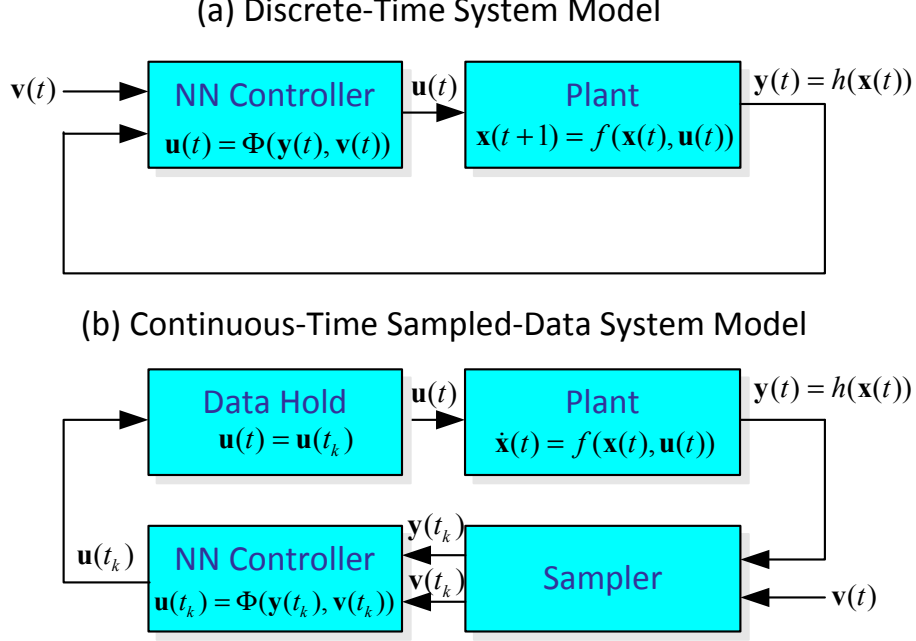 (a) Discrete-Time System Model
v(t)
NN Controller
u(t) = Φ(y(t), v(t))
u(t)
Plant
x(t+1) = f(x(t), u(t))
y(t) = h(x(t))
(b) Continuous-Time Sampled-Data System Model
Data Hold
u(t) = u(t_k)
u(t)
Plant
ẋ(t) = f(x(t), u(t))
y(t) = h(x(t))
u(t_k)
NN Controller
u(t_k) = Φ(y(t_k), v(t_k))
y(t_k)
v(t_k)
Sampler
v(t)